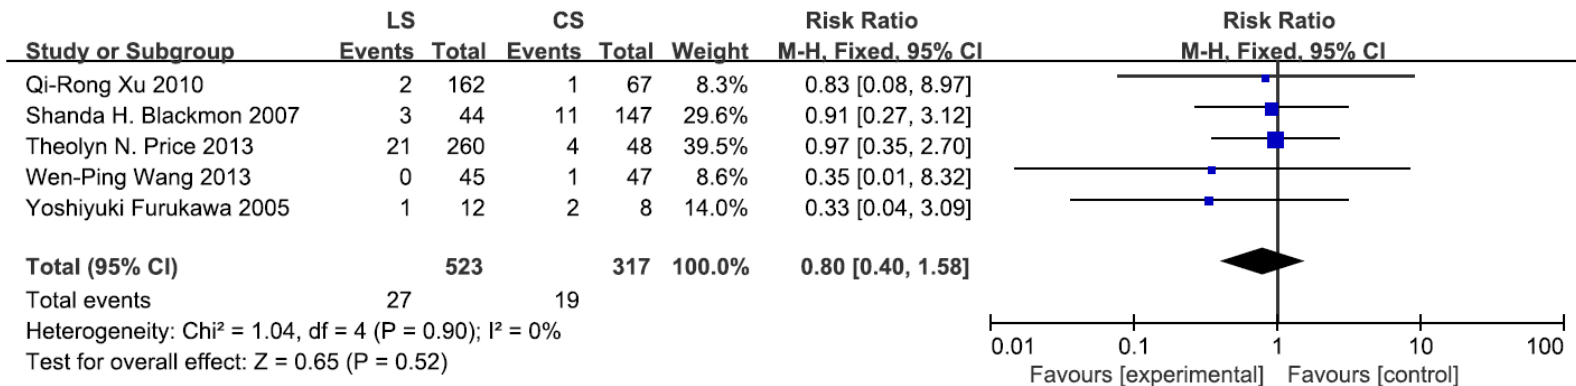 LS CS Risk Ratio Risk Ratio
Study or Subgroup Events Total Events Total Weight M-H, Fixed, 95% CI M-H, Fixed, 95% CI
Qi-Rong Xu 2010 2 162 1 67 8.3% 0.83 [0.08, 8.97]
Shanda H. Blackmon 2007 3 44 11 147 29.6% 0.91 [0.27, 3.12]
Theolyn N. Price 2013 21 260 4 48 39.5% 0.97 [0.35, 2.70]
Wen-Ping Wang 2013 0 45 1 47 8.6% 0.35 [0.01, 8.32]
Yoshiyuki Furukawa 2005 1 12 2 8 14.0% 0.33 [0.04, 3.09]
Total (95% CI) 523 317 100.0% 0.80 [0.40, 1.58]
Total events 27 19
Heterogeneity: Chi² = 1.04, df = 4 (P = 0.90); I² = 0%
Test for overall effect: Z = 0.65 (P = 0.52)
0.01 0.1 1 10 100
Favours [experimental] Favours [control]